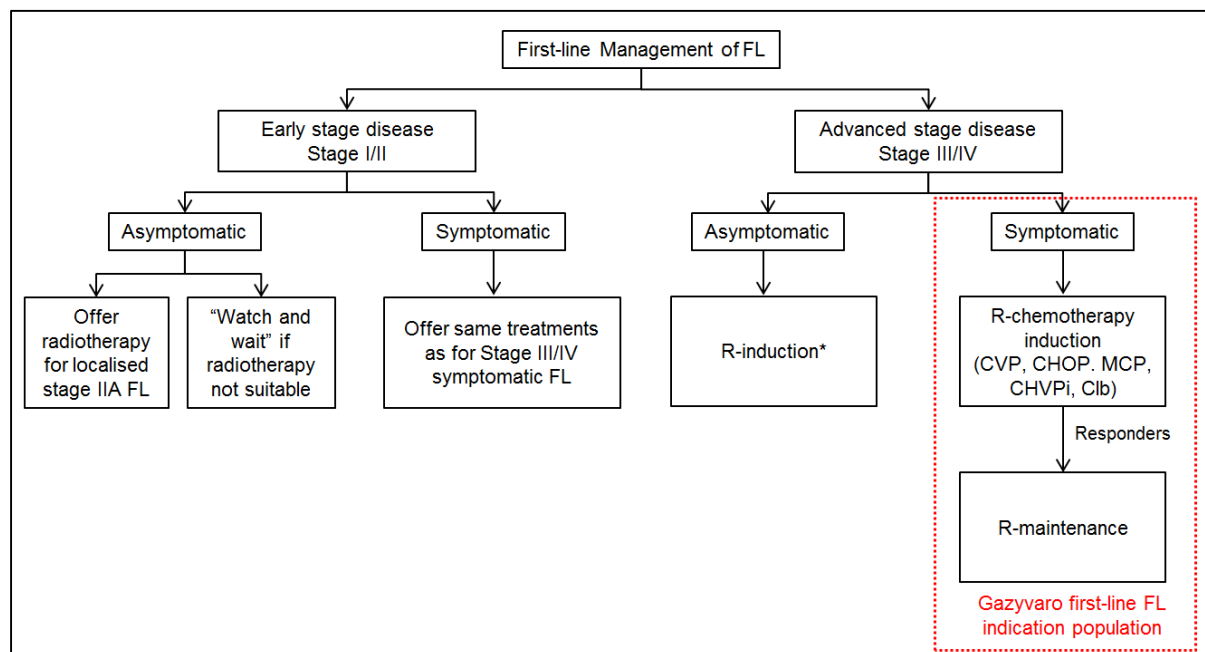 First-line Management of FL
Early stage disease
Stage I/II
Advanced stage disease
Stage III/IV
Asymptomatic
Symptomatic
Asymptomatic
Symptomatic
Offer
radiotherapy
for localised
stage IIA FL
“Watch and
wait” if
radiotherapy
not suitable
Offer same treatments
as for Stage III/IV
symptomatic FL
R-induction*
R-chemotherapy
induction
(CVP, CHOP. MCP,
CHVPi, Clb)
Responders
R-maintenance
Gazyvaro first-line FL
indication population